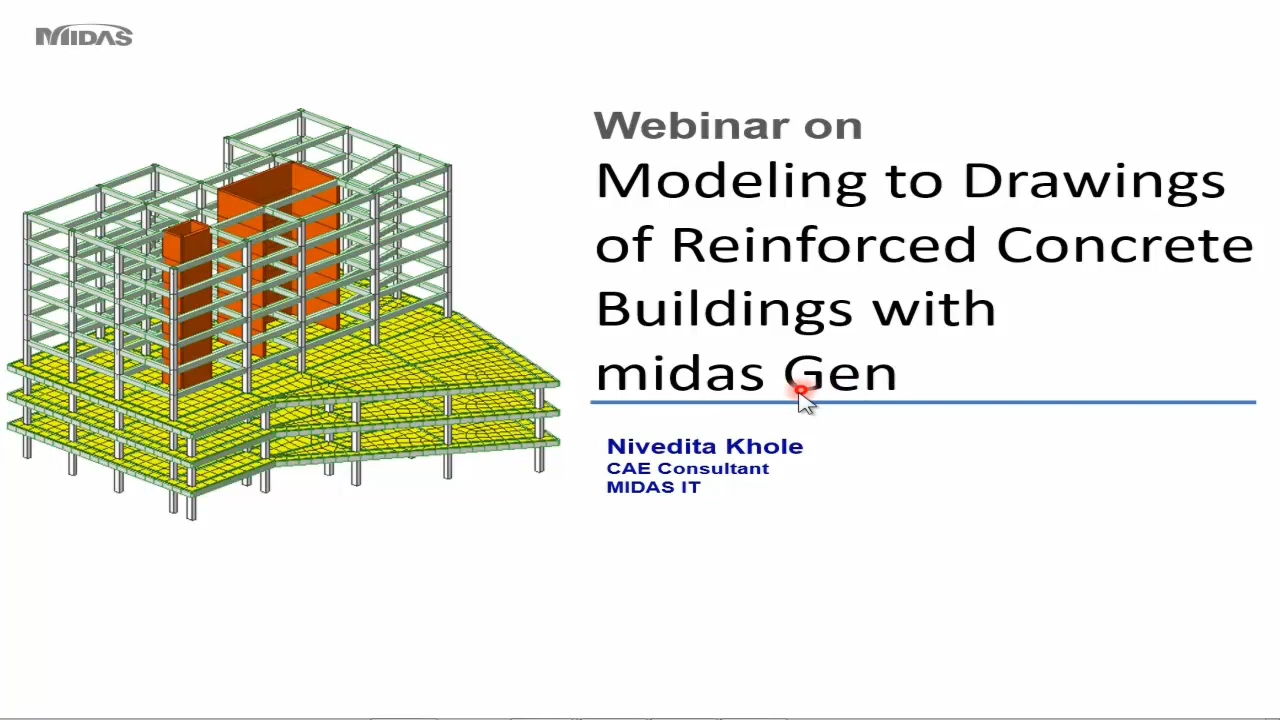 MIDAS
Webinar on
Modeling to Drawings
of Reinforced Concrete
Buildings with
midas Gen
Nivedita Khole
CAE Consultant
MIDAS IT